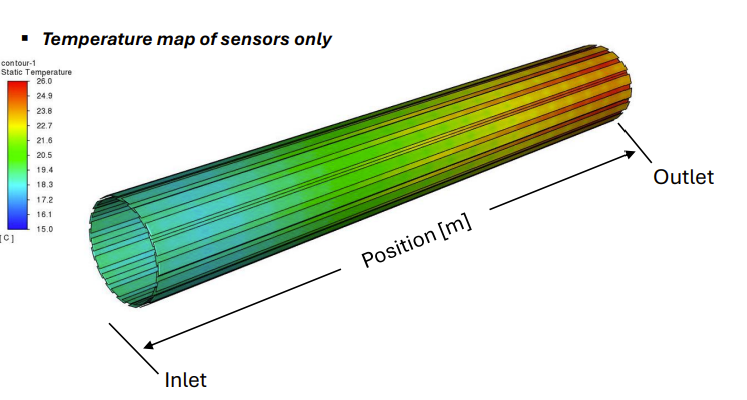 ▪ Temperature map of sensors only
contour-1
Static Temperature
26.0
24.9
23.8
22.7
21.6
20.5
19.4
18.3
17.2
16.1
15.0
[ C ]
Outlet
Position [m]
Inlet